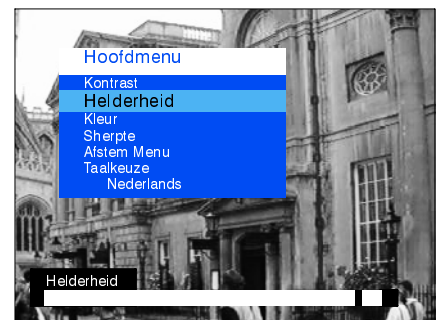 Hoofdmenu
Kontrast
Helderheid
Kleur
Sherpte
Afstem Menu
Taalkeuze
Nederlands
Helderheid